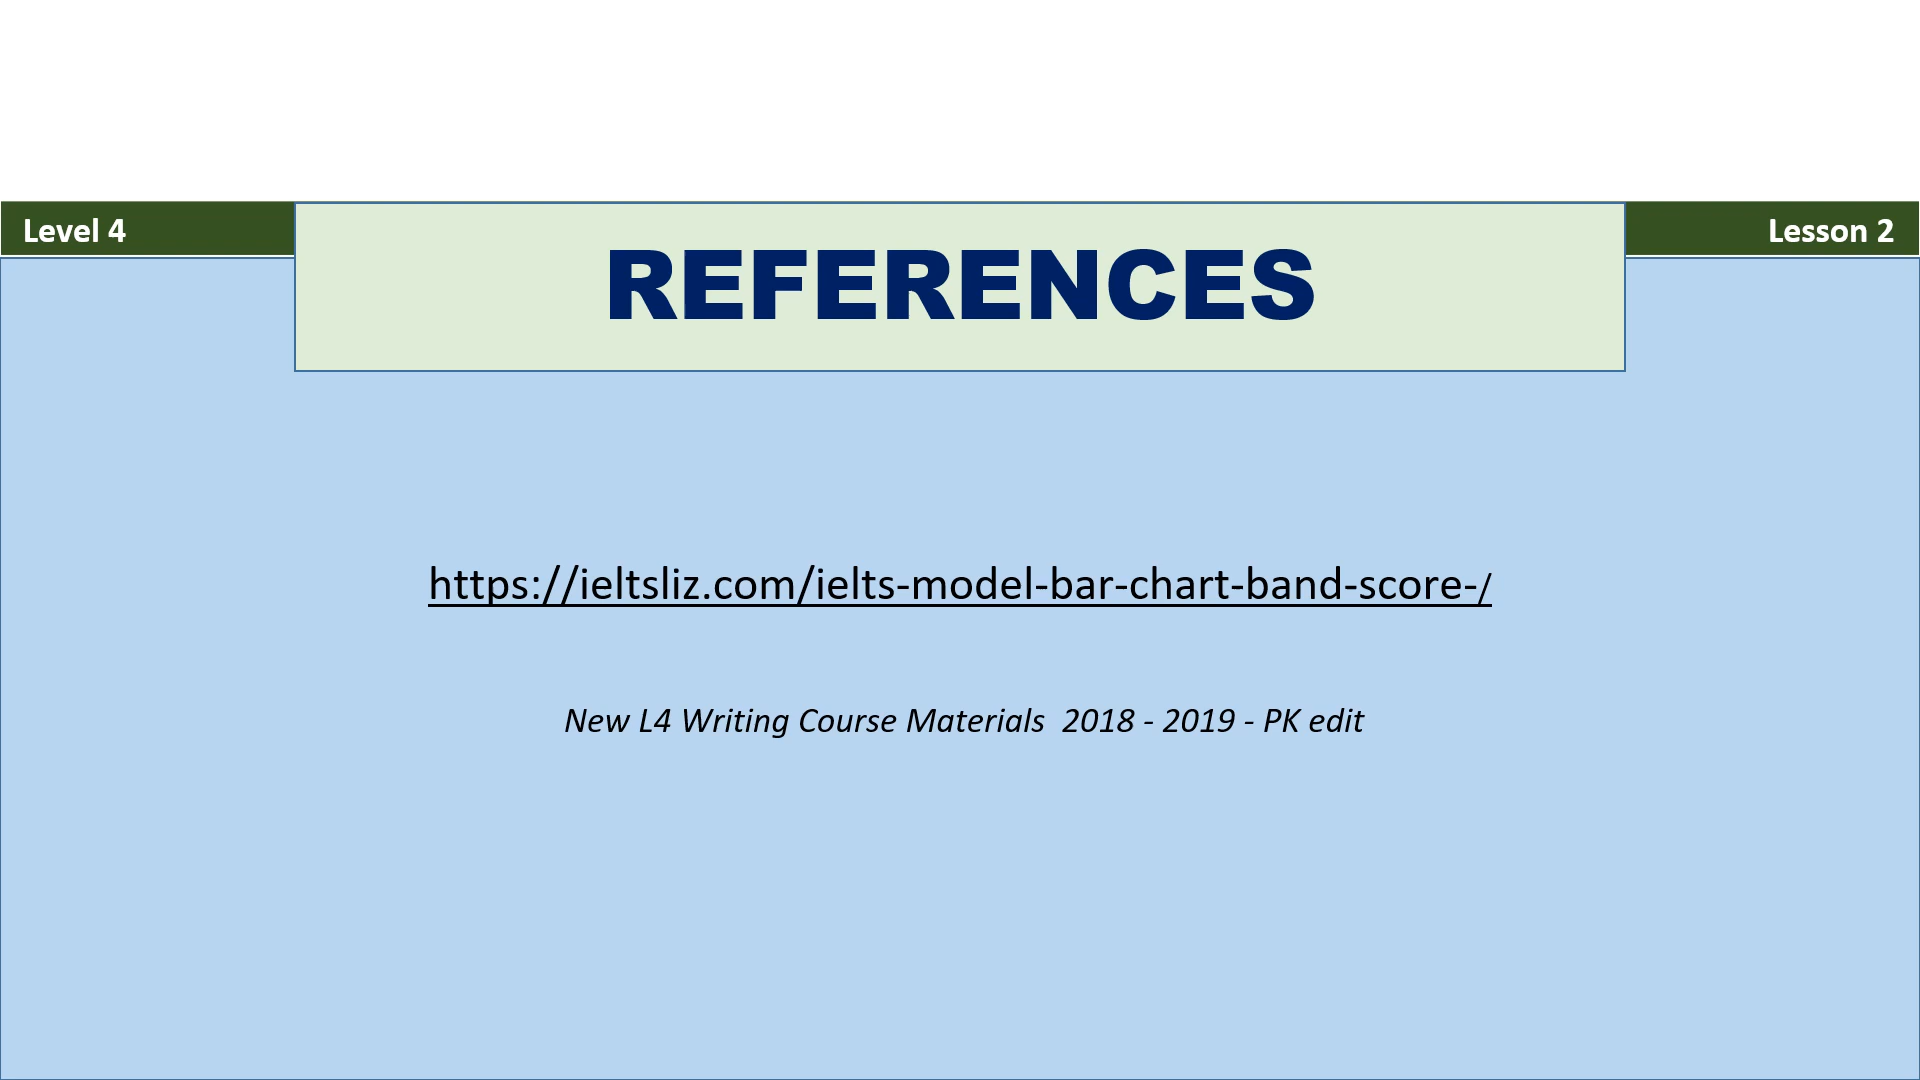 Level 4
REFERENCES
Lesson 2
https://ieltsliz.com/ielts-model-bar-chart-band-score-/
New L4 Writing Course Materials  2018 - 2019 - PK edit